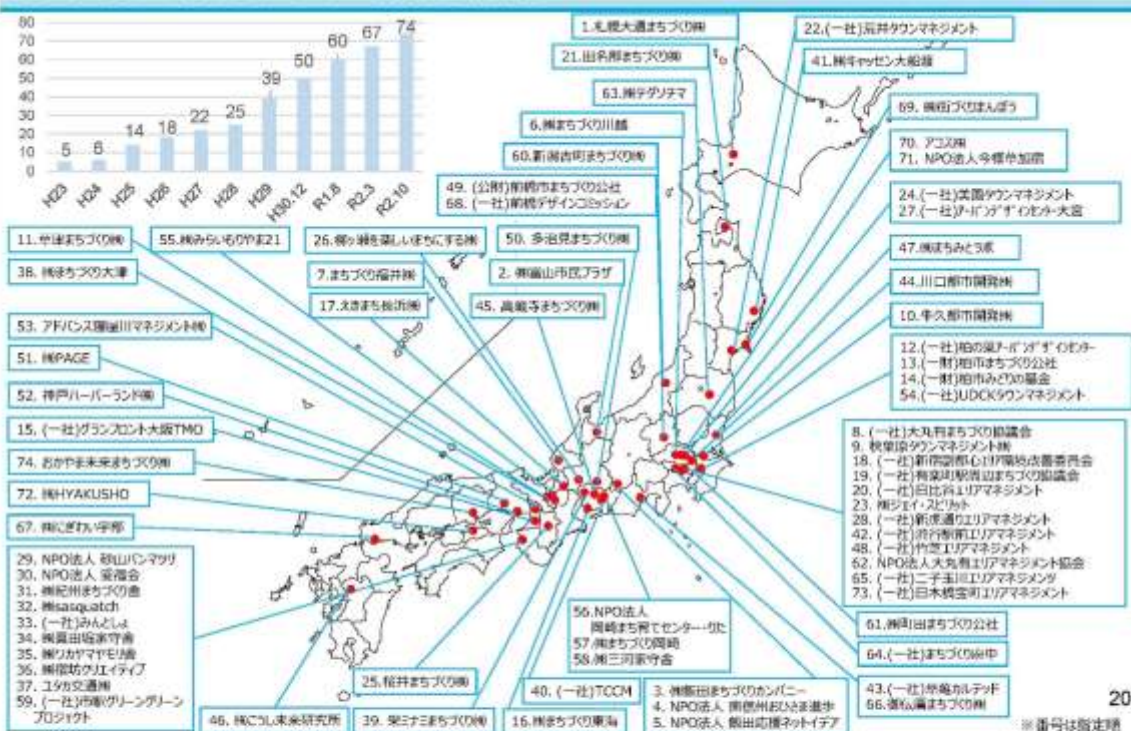 80
70
60
50
40
30
20
10
0
5
6
14
18
22
25
39
50
60
67
74
H23
H24
H25
H26
H27
H28
H29
H30.12
R1.8
R2.3
R2.10
1.札幌大通まちづくり㈱
21.田名部まちづくり㈱
63.㈱テダソチマ
6.㈱まちづくり川越
60.新潟古町まちづくり㈱
49.(公財)前橋市まちづくり公社
68.(一社)前橋デザインコミッション
22.(一社)荒井タウンマネジメント
41.㈱キャッセン大船渡
69.㈱街づくりまんぼう
70. アコス㈱
71. NPO法人今様草加宿
24.(一社)美園タウンマネジメント
27.(一社)アーバンデザインセンター大宮
47.㈱まちみとラボ
44.川口都市開発㈱
10.牛久都市開発㈱
12.(一社)柏の葉アーバンデザインセンター
13.(一財)柏市まちづくり公社
14.(一財)柏市みどりの基金
54.(一社)UDCKタウンマネジメント
11.草津まちづくり㈱
55.㈱みらいもりやま21
26.柳ヶ瀬を楽しいまちにする㈱
50. 多治見まちづくり㈱
38. ㈱まちづくり大津
7.まちづくり福井㈱
2. ㈱富山市民プラザ
17.えきまち長浜㈱
45. 高蔵寺まちづくり㈱
53. アドバンス寝屋川マネジメント㈱
51. ㈱PAGE
52. 神戸ハーバーランド㈱
15. (一社)グランフロント大阪TMO
74. おかやま未来まちづくり㈱
72. ㈱HYAKUSHO
67. ㈱にぎわい宇部
8. (一社)大丸有まちづくり協議会
9. 秋葉原タウンマネジメント㈱
18. (一社)新宿副都心エリア環境改善委員会
19. (一社)有楽町駅周辺まちづくり協議会
20. (一社)日比谷エリアマネジメント
23. ㈱ジェイ・スピリット
28. (一社)新虎通りエリアマネジメント
42. (一社)渋谷駅前エリアマネジメント
48. (一社)竹芝エリアマネジメント
62. NPO法人大丸有エリアマネジメント協会
65. (一社)二子玉川エリアマネジメンツ
73. (一社)日本橋室町エリアマネジメント
29. NPO法人 砂山バンマツリ
30. NPO法人 愛福会
31. ㈱紀州まちづくり舎
32. ㈱sasquatch
33. (一社)みんとしょ
34. ㈱真田堀家守舎
35. ㈱ワカヤマヤモリ舎
36. ㈱宿坊クリエイティブ
37. ユタカ交通㈱
59. (一社)市駅グリーングリーン
プロジェクト
56.NPO法人
岡崎まち育てセンター・りた
57.㈱まちづくり岡崎
58.㈱三河家守舎
61.㈱町田まちづくり公社
64.(一社)まちづくり府中
43.(一社)草薙カルテッド
66.御仏満まちづくり㈱
25.桜井まちづくり㈱
40. (一社)TCCM
3. ㈱飯田まちづくりカンパニー
4. NPO法人 南信州おひさま進歩
5. NPO法人 飯田応援ネットイデア
46. ㈱こうし未来研究所
39. 栄ミナミまちづくり㈱
16.㈱まちづくり東海
20
※番号は指定順